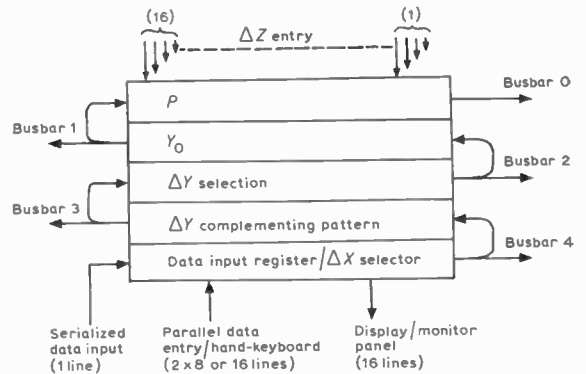 (16)
ΔZ entry
(1)
P
Busbar 0
Busbar 1
Y₀
Busbar 2
ΔY selection
Busbar 3
ΔY complementing pattern
Busbar 4
Data input register/ΔX selector
Serialized
data input
(1 line)
Parallel data
entry/hand-keyboard
(2 x 8 or 16 lines)
Display/monitor
panel
(16 lines)